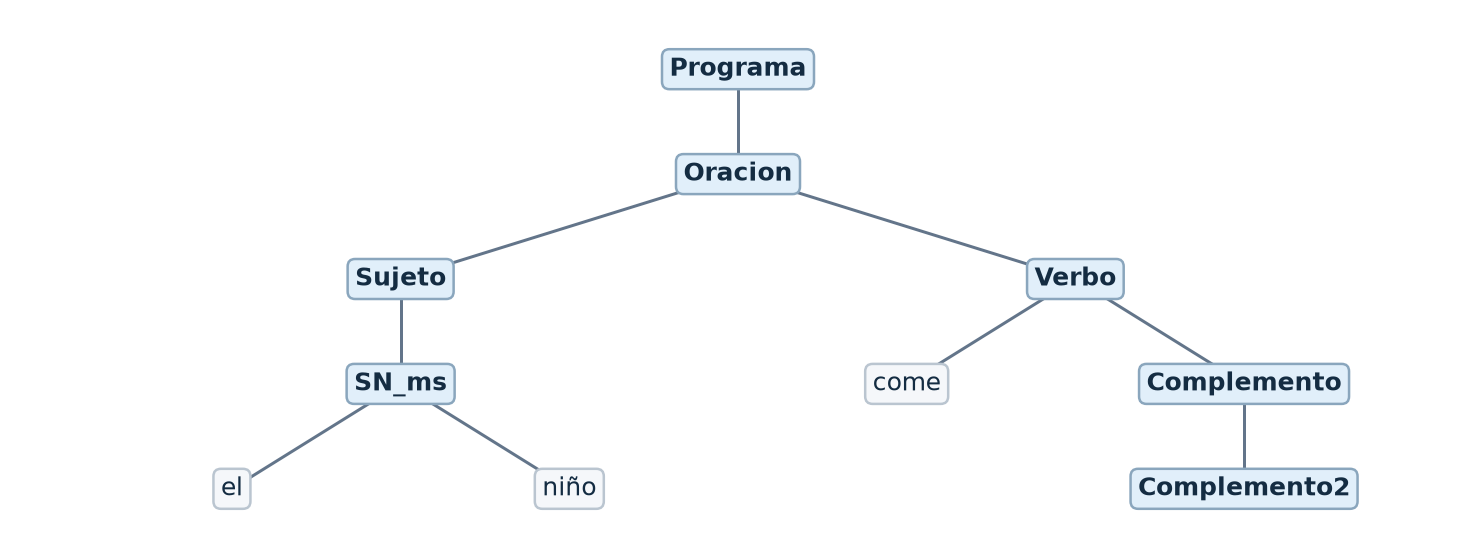 Programa
Oracion
Sujeto
Verbo
SN_ms
come
Complemento
el
niño
Complemento2